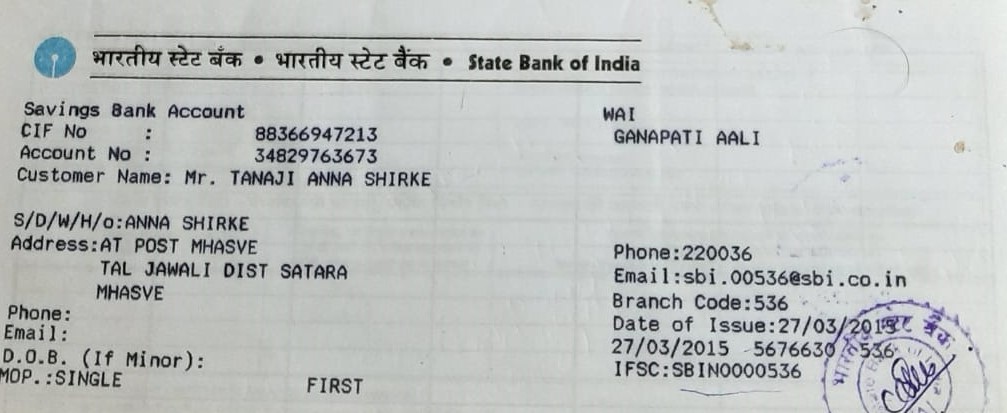 भारतीय स्टेट बँक • भारतीय स्टेट बैंक • State Bank of India
Savings Bank Account
CIF No : 88366947213
Account No : 34829763673
Customer Name: Mr. TANAJI ANNA SHIRKE
S/D/W/H/o:ANNA SHIRKE
Address:AT POST MHASVE
TAL JAWALI DIST SATARA
MHASVE
Phone:
Email:
D.O.B. (If Minor):
MOP.:SINGLE FIRST
WAI
GANAPATI AALI
Phone:220036
Email:sbi.00536@sbi.co.in
Branch Code:536
Date of Issue:27/03/2015
27/03/2015 5676630 536
IFSC:SBIN0000536